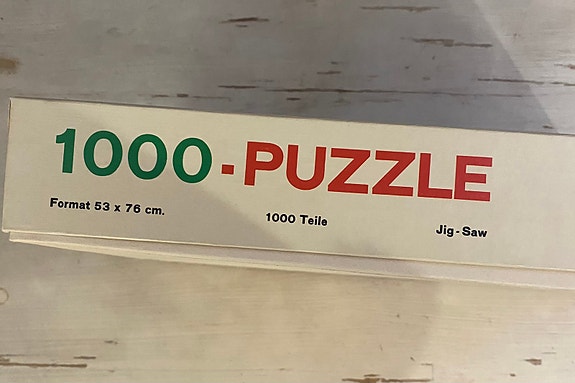 1000-PUZZLE
Format 53 x 76 cm.
1000 Teile
Jig-Saw